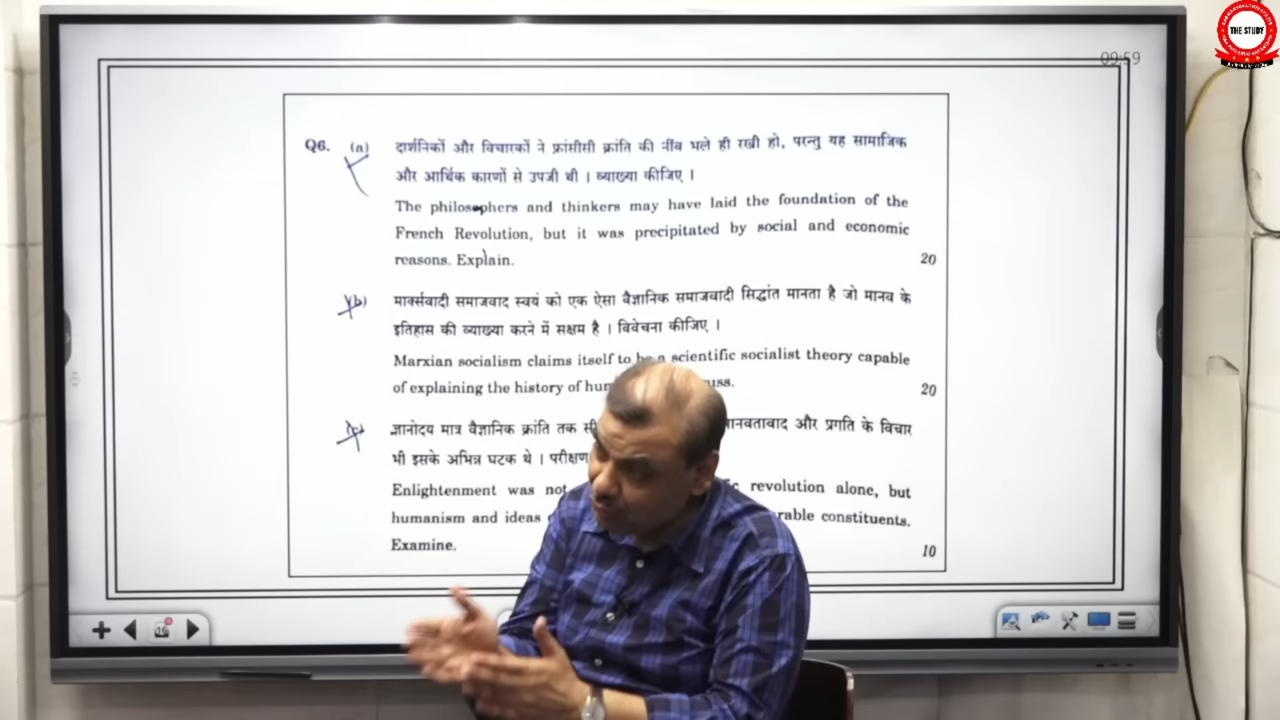 THE STUDY
09:59
Q6. (a) दार्शनिकों और विचारकों ने फ्रांसीसी क्रांति की नींव भले ही रखी हो, परन्तु यह सामाजिक
और आर्थिक कारणों से उपजी थी । व्याख्या कीजिए ।
The philosophers and thinkers may have laid the foundation of the
French Revolution, but it was precipitated by social and economic
reasons. Explain. 20
(b) मार्क्सवादी समाजवाद स्वयं को एक ऐसा वैज्ञानिक समाजवादी सिद्धांत मानता है जो मानव के
इतिहास की व्याख्या करने में सक्षम है । विवेचना कीजिए ।
Marxian socialism claims itself to be a scientific socialist theory capable
of explaining the history of 20
(c) ज्ञानोदय मात्र वैज्ञानिक क्रांति तक और प्रगति के विचार
भी इसके अभिन्न घटक थे ।
Enlightenment was not revolution alone, but
humanism and ideas constituents.
Examine. 10